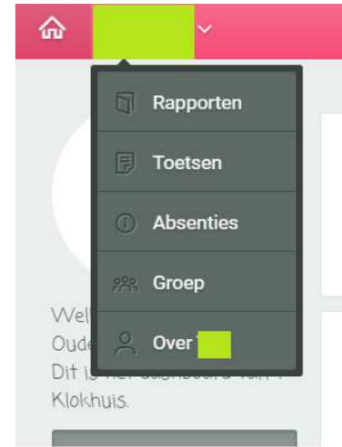 Rapporten
Toetsen
Absenties
Groep
Over
Wel
Oude
Dit is het dashboard van
Klokhuis.